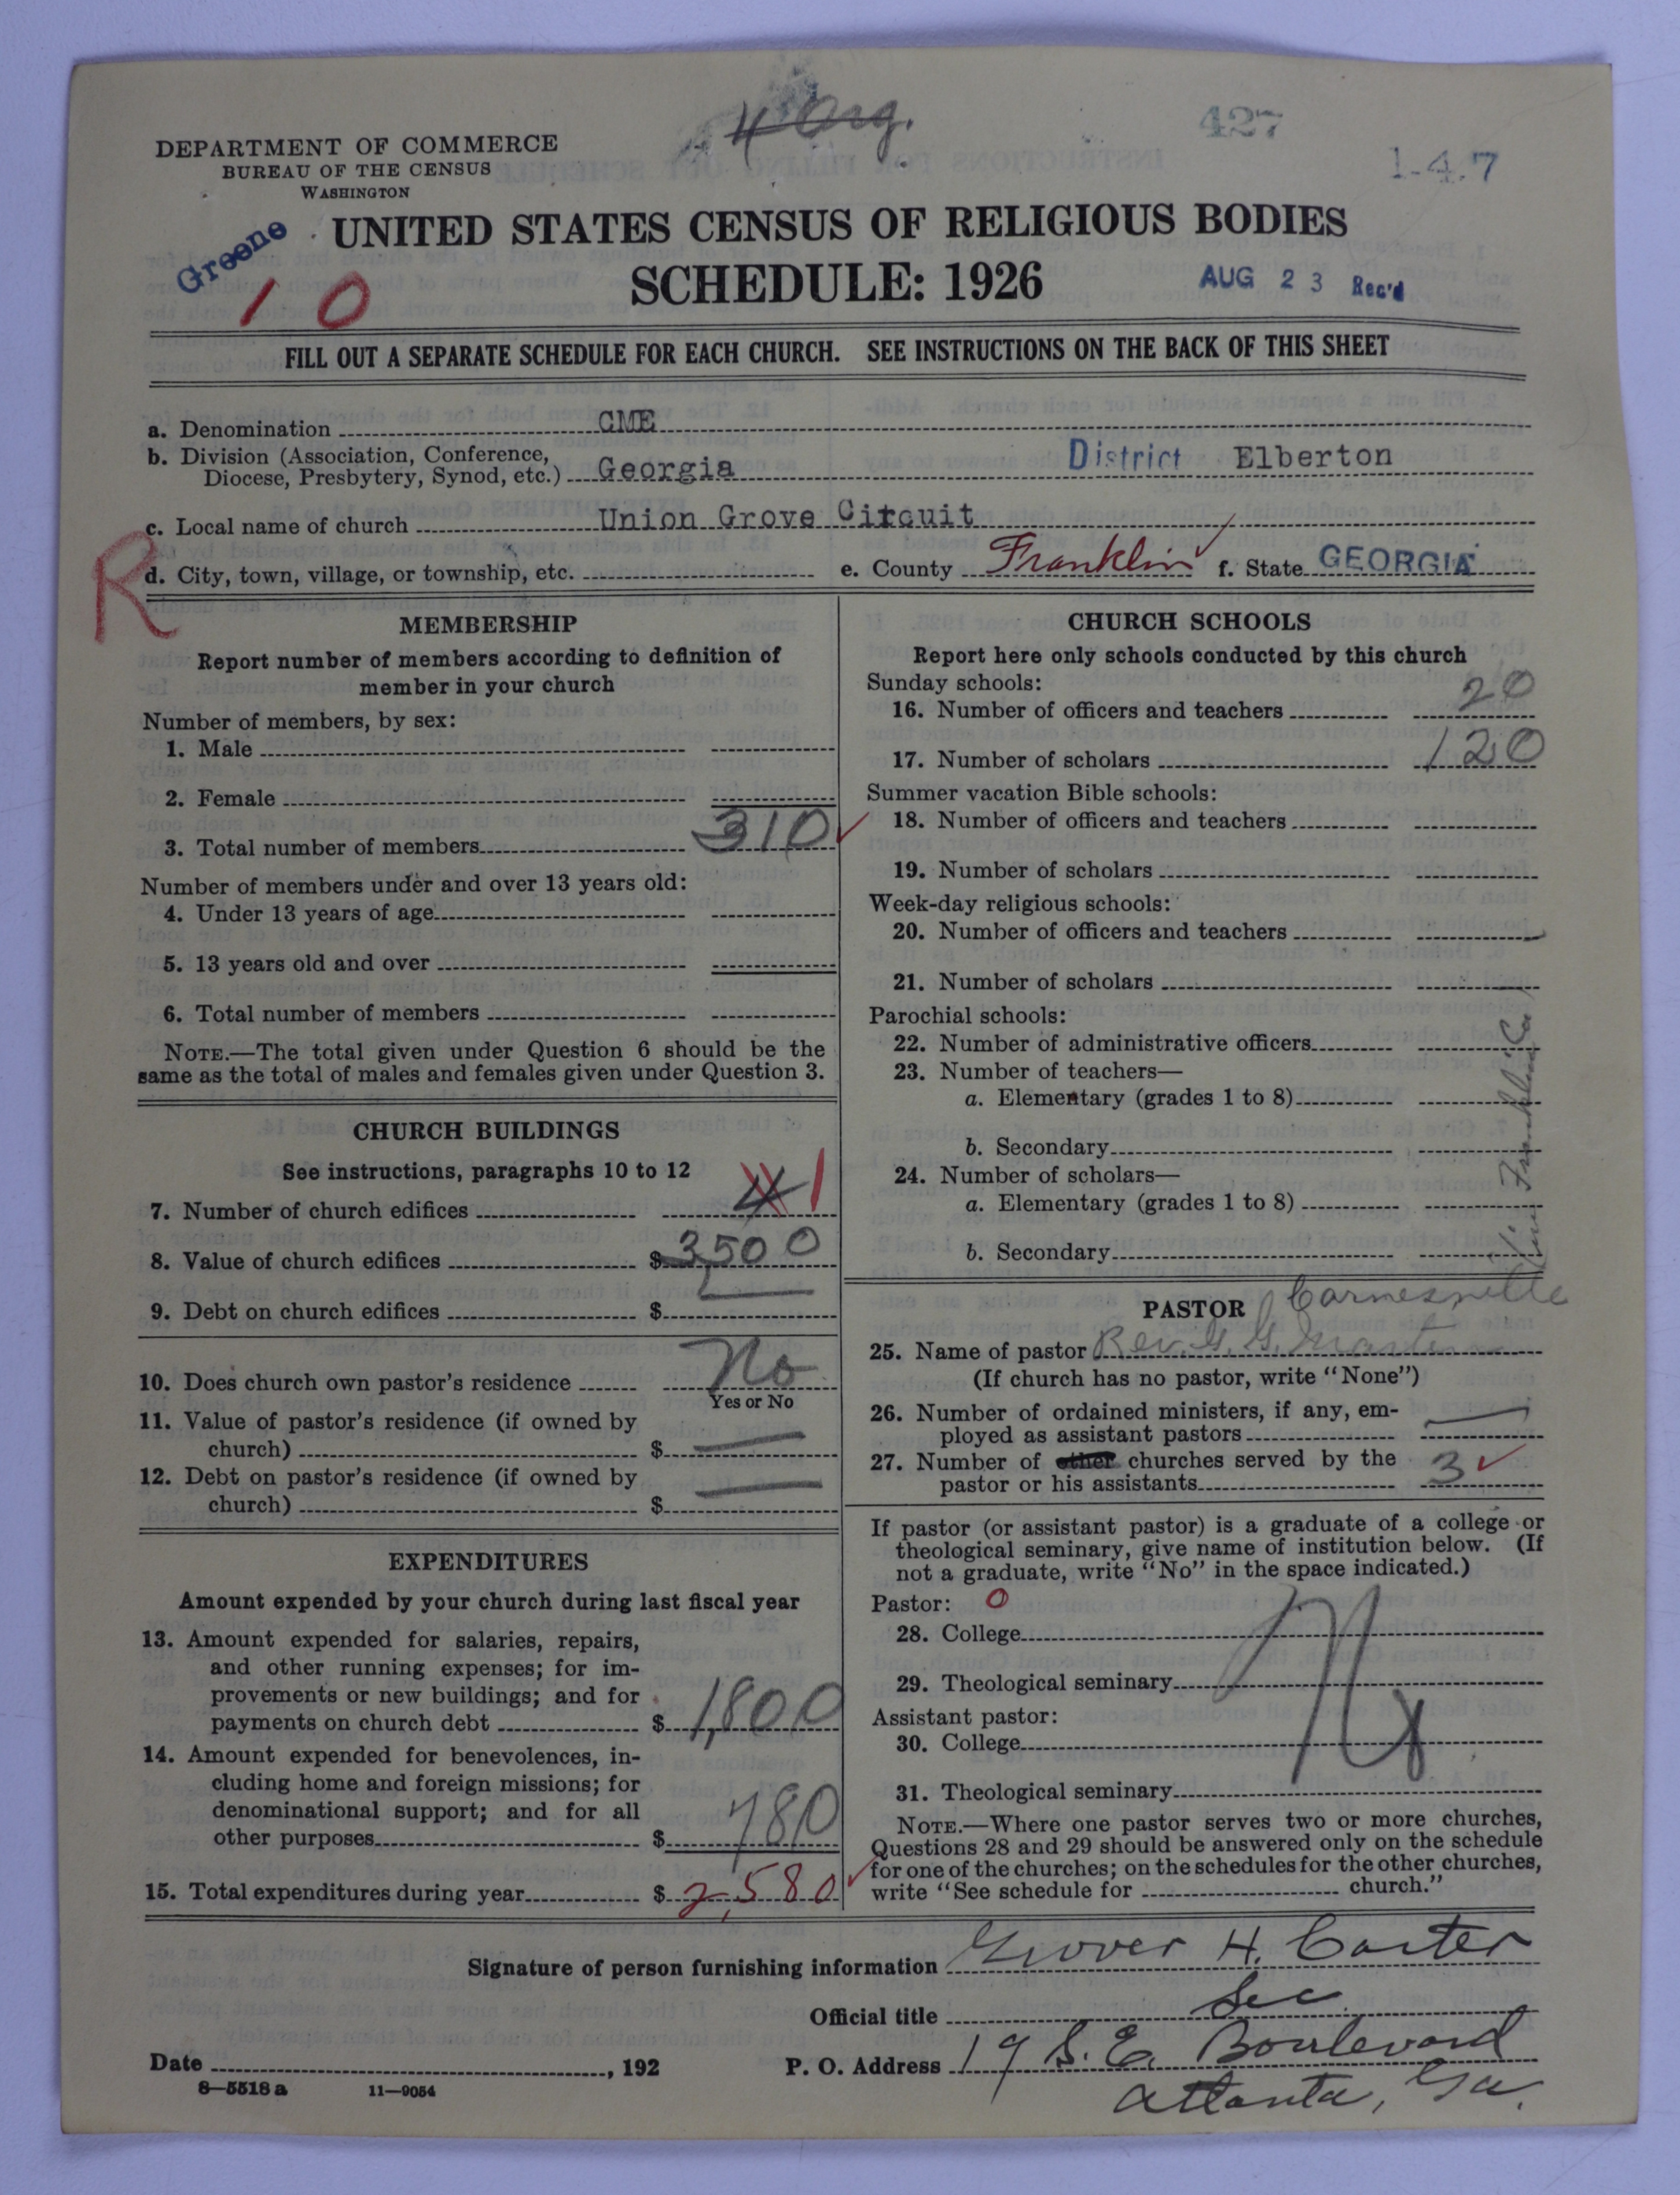 4 Org.
427
DEPARTMENT OF COMMERCE
BUREAU OF THE CENSUS
WASHINGTON
1-4.7
Greene
10
UNITED STATES CENSUS OF RELIGIOUS BODIES
SCHEDULE: 1926
AUG 23 Rec'd
FILL OUT A SEPARATE SCHEDULE FOR EACH CHURCH. SEE INSTRUCTIONS ON THE BACK OF THIS SHEET
a. Denomination CME
b. Division (Association, Conference, Diocese, Presbytery, Synod, etc.) Georgia District Elberton
c. Local name of church Union Grove Circuit
R
d. City, town, village, or township, etc. e. County Franklin f. State GEORGIA
MEMBERSHIP
Report number of members according to definition of
member in your church
Number of members, by sex:
1. Male
2. Female
3. Total number of members 310
Number of members under and over 13 years old:
4. Under 13 years of age
5. 13 years old and over
6. Total number of members
NOTE.—The total given under Question 6 should be the
same as the total of males and females given under Question 3.
CHURCH BUILDINGS
See instructions, paragraphs 10 to 12
7. Number of church edifices 4 1
8. Value of church edifices $3500
9. Debt on church edifices $
10. Does church own pastor's residence No
Yes or No
11. Value of pastor's residence (if owned by
church) $ —
12. Debt on pastor's residence (if owned by
church) $ —
EXPENDITURES
Amount expended by your church during last fiscal year
13. Amount expended for salaries, repairs,
and other running expenses; for im-
provements or new buildings; and for
payments on church debt $ 1,800
14. Amount expended for benevolences, in-
cluding home and foreign missions; for
denominational support; and for all
other purposes $ 780
15. Total expenditures during year $ 2,580
CHURCH SCHOOLS
Report here only schools conducted by this church
Sunday schools:
16. Number of officers and teachers 20
17. Number of scholars 120
Summer vacation Bible schools:
18. Number of officers and teachers
19. Number of scholars
Week-day religious schools:
20. Number of officers and teachers
21. Number of scholars
Parochial schools:
22. Number of administrative officers
23. Number of teachers—
a. Elementary (grades 1 to 8)
b. Secondary
24. Number of scholars—
a. Elementary (grades 1 to 8)
b. Secondary
in Franklin Co
PASTOR
Carnesville
25. Name of pastor Rev. G. G. Martin
(If church has no pastor, write "None")
26. Number of ordained ministers, if any, em-
ployed as assistant pastors —
27. Number of other churches served by the
pastor or his assistants 3
If pastor (or assistant pastor) is a graduate of a college or
theological seminary, give name of institution below. (If
not a graduate, write "No" in the space indicated.)
Pastor: 0
28. College
29. Theological seminary
Assistant pastor:
30. College
31. Theological seminary
NOTE.—Where one pastor serves two or more churches,
Questions 28 and 29 should be answered only on the schedule
for one of the churches; on the schedules for the other churches,
write "See schedule for church."
Signature of person furnishing information Grover H. Carter
Official title Sec
Date , 192 P. O. Address 19 S. E. Boulevard
8—5518 a 11—9054
Atlanta, Ga.